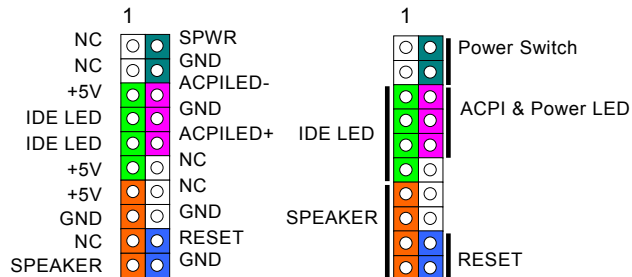 1
NC SPWR
NC GND
+5V ACPILED-
IDE LED GND
IDE LED ACPILED+
+5V NC
+5V NC
GND GND
NC RESET
SPEAKER GND
1
Power Switch
ACPI & Power LED
IDE LED
SPEAKER
RESET